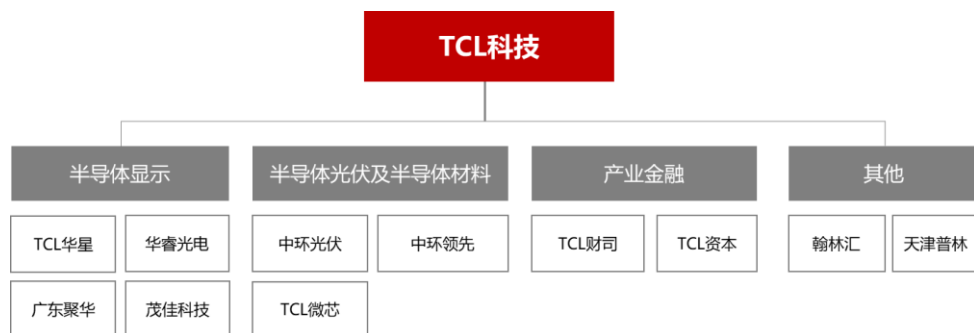 TCL科技
半导体显示
半导体光伏及半导体材料
产业金融
其他
TCL华星
华睿光电
中环光伏
中环领先
TCL财司
TCL资本
翰林汇
天津普林
广东聚华
茂佳科技
TCL微芯